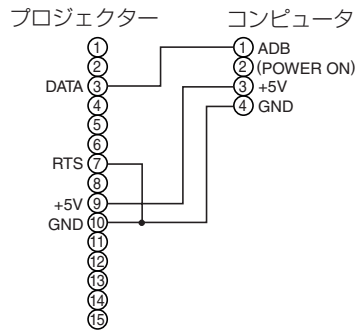 プロジェクター
コンピュータ
1
2
DATA 3
4
5
6
RTS 7
8
+5V 9
GND 10
11
12
13
14
15
1 ADB
2 (POWER ON)
3 +5V
4 GND